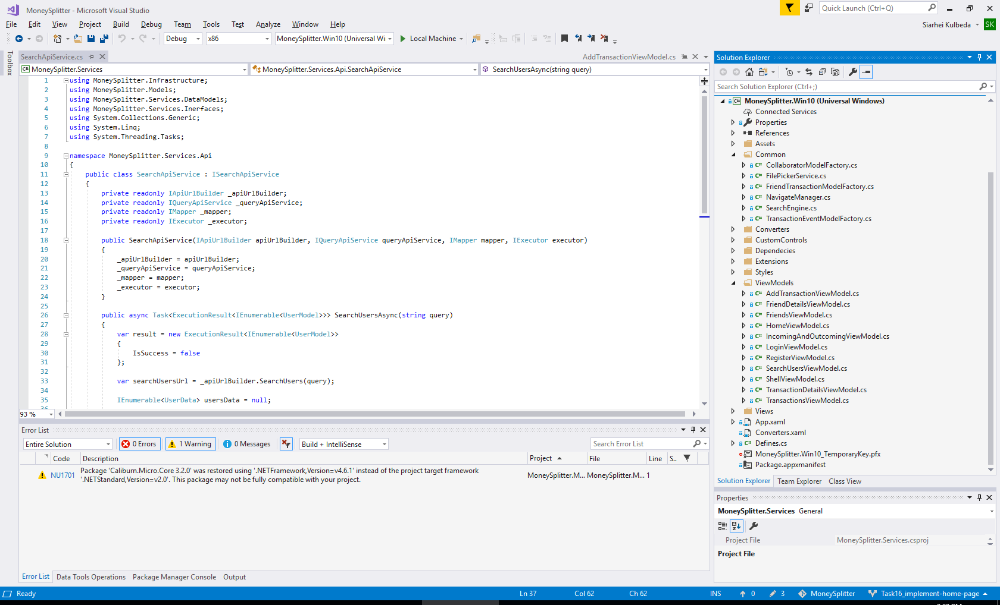 MoneySplitter - Microsoft Visual Studio
Quick Launch (Ctrl+Q)
File Edit View Project Build Debug Team Tools Test Analyze Window Help
Siarhei Kulbeda SK
Debug x86 MoneySplitter.Win10 (Universal Wi Local Machine
Toolbox
SearchApiService.cs
AddTransactionViewModel.cs
MoneySplitter.Services MoneySplitter.Services.Api.SearchApiService SearchUsersAsync(string query)
1 using MoneySplitter.Infrastructure;
2 using MoneySplitter.Models;
3 using MoneySplitter.Services.DataModels;
4 using MoneySplitter.Services.Inerfaces;
5 using System.Collections.Generic;
6 using System.Linq;
7 using System.Threading.Tasks;
8
9 namespace MoneySplitter.Services.Api
10 {
11 public class SearchApiService : ISearchApiService
12 {
13 private readonly IApiUrlBuilder _apiUrlBuilder;
14 private readonly IQueryApiService _queryApiService;
15 private readonly IMapper _mapper;
16 private readonly IExecutor _executor;
17
18 public SearchApiService(IApiUrlBuilder apiUrlBuilder, IQueryApiService queryApiService, IMapper mapper, IExecutor executor)
19 {
20 _apiUrlBuilder = apiUrlBuilder;
21 _queryApiService = queryApiService;
22 _mapper = mapper;
23 _executor = executor;
24 }
25
26 public async Task<ExecutionResult<IEnumerable<UserModel>>> SearchUsersAsync(string query)
27 {
28 var result = new ExecutionResult<IEnumerable<UserModel>>
29 {
30 IsSuccess = false
31 };
32
33 var searchUsersUrl = _apiUrlBuilder.SearchUsers(query);
34
35 IEnumerable<UserData> usersData = null;
93 %
Error List
Entire Solution 0 Errors 1 Warning 0 Messages Build + IntelliSense Search Error List
Code Description Project File Line S..
NU1701 Package 'Caliburn.Micro.Core 3.2.0' was restored using '.NETFramework,Version=v4.6.1' instead of the project target framework
'.NETStandard,Version=v2.0'. This package may not be fully compatible with your project. MoneySplitter.M... MoneySplitter.M... 1
Error List Data Tools Operations Package Manager Console Output
Solution Explorer
Search Solution Explorer (Ctrl+;)
MoneySplitter.Win10 (Universal Windows)
Connected Services
Properties
References
Assets
Common
CollaboratorModelFactory.cs
FilePickerService.cs
FriendTransactionModelFactory.cs
NavigateManager.cs
SearchEngine.cs
TransactionEventModelFactory.cs
Converters
CustomControls
Dependecies
Extensions
Styles
ViewModels
AddTransactionViewModel.cs
FriendDetailsViewModel.cs
FriendsViewModel.cs
HomeViewModel.cs
IncomingAndOutcomingViewModel.cs
LoginViewModel.cs
RegisterViewModel.cs
SearchUsersViewModel.cs
ShellViewModel.cs
TransactionDetailsViewModel.cs
TransactionsViewModel.cs
Views
App.xaml
Converters.xaml
Defines.cs
MoneySplitter.Win10_TemporaryKey.pfx
Package.appxmanifest
Solution Explorer Team Explorer Class View
Properties
MoneySplitter.Services General
Project File MoneySplitter.Services.csproj
Project File
Ready Ln 37 Col 62 Ch 62 INS 0 3 MoneySplitter Task16_implement-home-page